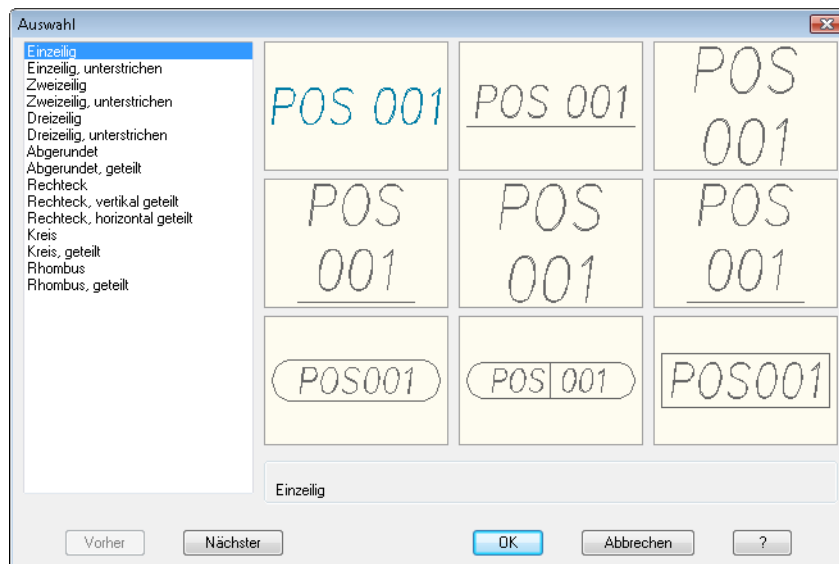 Auswahl
Einzeilig
Einzeilig, unterstrichen
Zweizeilig
Zweizeilig, unterstrichen
Dreizeilig
Dreizeilig, unterstrichen
Abgerundet
Abgerundet, geteilt
Rechteck
Rechteck, vertikal geteilt
Rechteck, horizontal geteilt
Kreis
Kreis, geteilt
Rhombus
Rhombus, geteilt
POS 001
POS 001
POS
001
POS
001
POS
001
POS
001
POS001
POS 001
POS001
Einzeilig
Vorher
Nächster
OK
Abbrechen
?